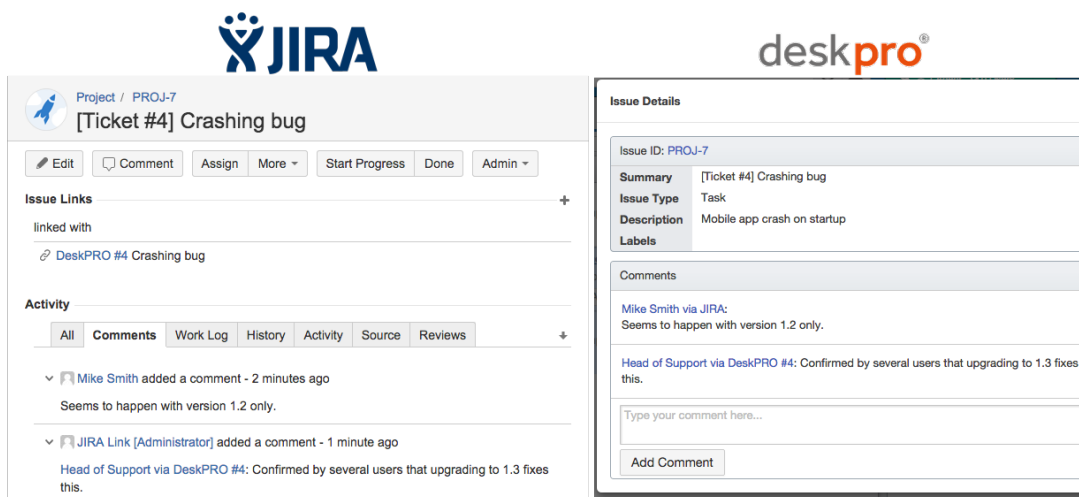 JIRA
Project / PROJ-7
[Ticket #4] Crashing bug
Edit Comment Assign More Start Progress Done Admin
Issue Links
linked with
DeskPRO #4 Crashing bug
Activity
All Comments Work Log History Activity Source Reviews
Mike Smith added a comment - 2 minutes ago
Seems to happen with version 1.2 only.
JIRA Link [Administrator] added a comment - 1 minute ago
Head of Support via DeskPRO #4: Confirmed by several users that upgrading to 1.3 fixes
this.
deskpro®
Issue Details
Issue ID: PROJ-7
Summary [Ticket #4] Crashing bug
Issue Type Task
Description Mobile app crash on startup
Labels
Comments
Mike Smith via JIRA:
Seems to happen with version 1.2 only.
Head of Support via DeskPRO #4: Confirmed by several users that upgrading to 1.3 fixes
this.
Type your comment here...
Add Comment